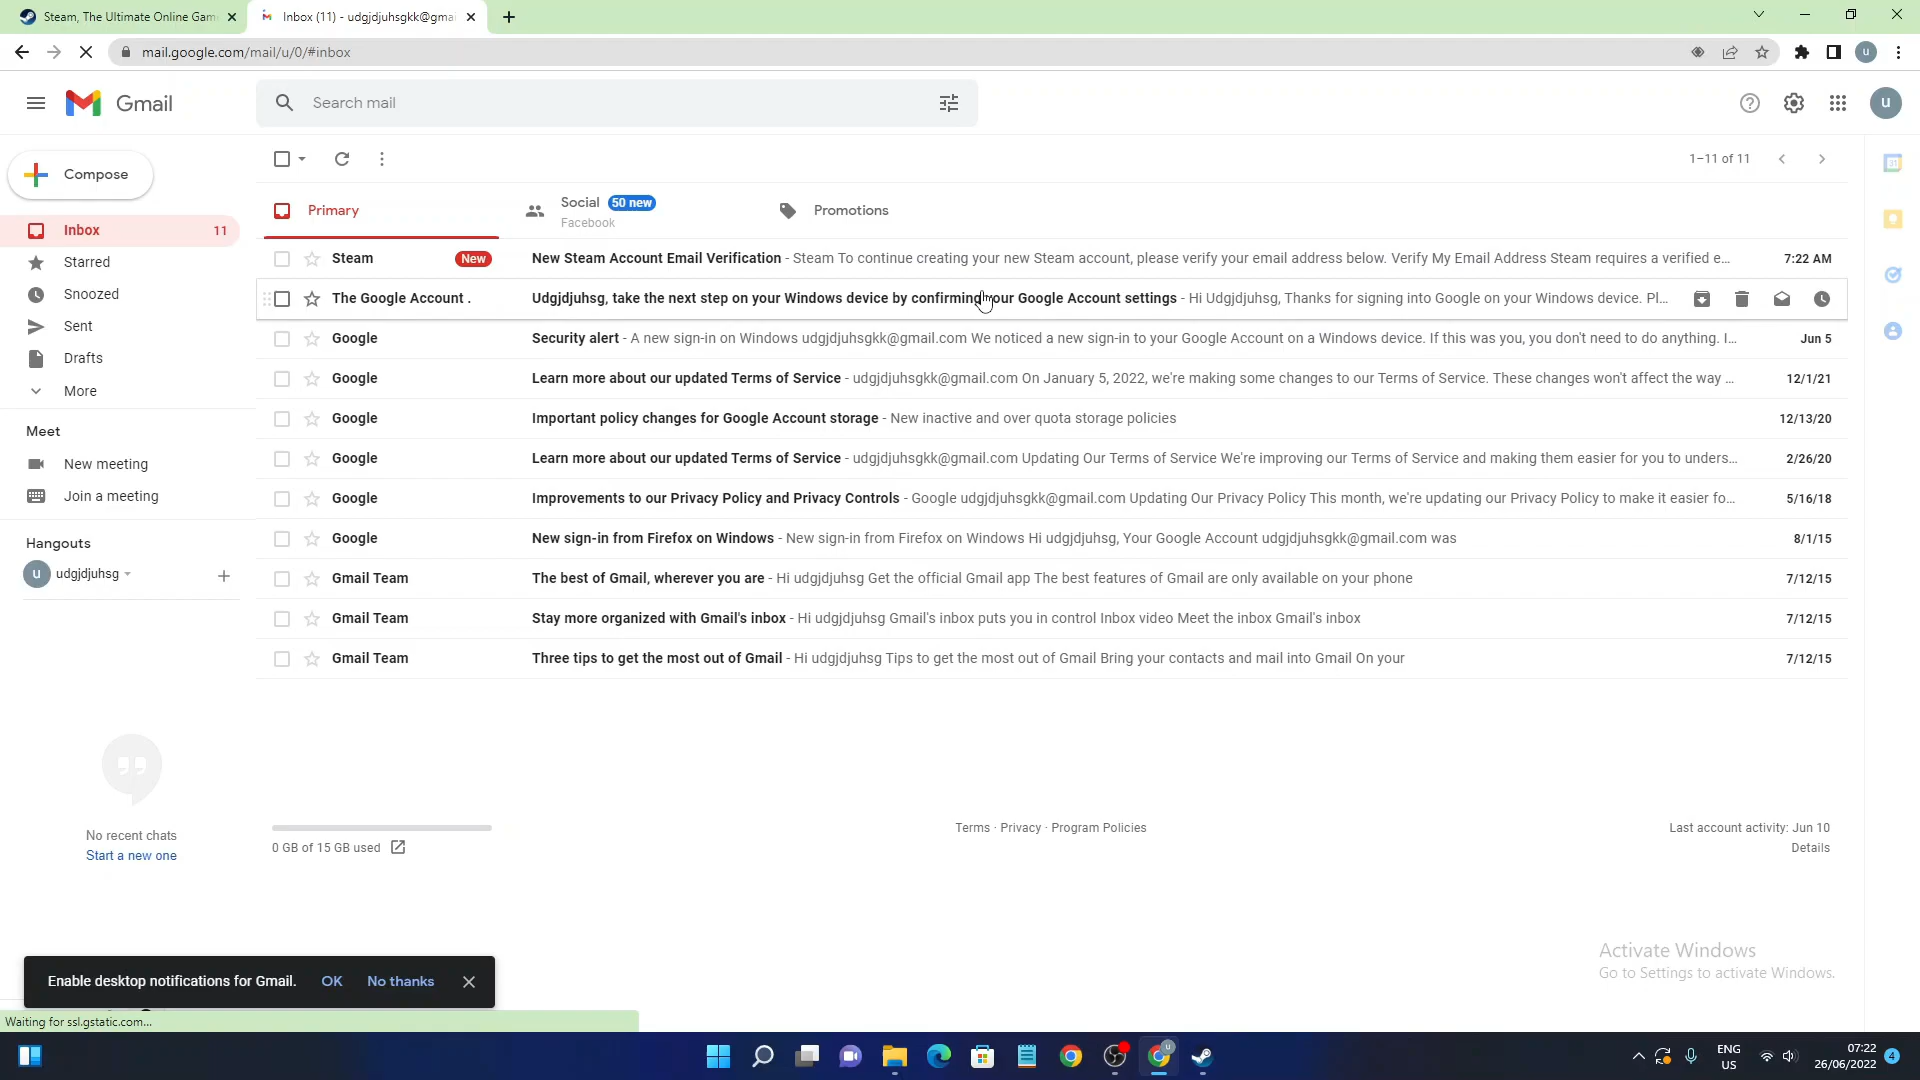 Steam, The Ultimate Online Gam
Inbox (11) - udgjdjuhsgkk@gmai
mail.google.com/mail/u/0/#inbox
u
Gmail
Search mail
u
Compose
1–11 of 11
Inbox 11
Starred
Snoozed
Sent
Drafts
More
Meet
New meeting
Join a meeting
Hangouts
u udgjdjuhsg
No recent chats
Start a new one
Primary
Social 50 new
Facebook
Promotions
Steam New New Steam Account Email Verification - Steam To continue creating your new Steam account, please verify your email address below. Verify My Email Address Steam requires a verified e... 7:22 AM
The Google Account . Udgjdjuhsg, take the next step on your Windows device by confirming your Google Account settings - Hi Udgjdjuhsg, Thanks for signing into Google on your Windows device. Pl...
Google Security alert - A new sign-in on Windows udgjdjuhsgkk@gmail.com We noticed a new sign-in to your Google Account on a Windows device. If this was you, you don't need to do anything. I... Jun 5
Google Learn more about our updated Terms of Service - udgjdjuhsgkk@gmail.com On January 5, 2022, we're making some changes to our Terms of Service. These changes won't affect the way ... 12/1/21
Google Important policy changes for Google Account storage - New inactive and over quota storage policies 12/13/20
Google Learn more about our updated Terms of Service - udgjdjuhsgkk@gmail.com Updating Our Terms of Service We're improving our Terms of Service and making them easier for you to unders... 2/26/20
Google Improvements to our Privacy Policy and Privacy Controls - Google udgjdjuhsgkk@gmail.com Updating Our Privacy Policy This month, we're updating our Privacy Policy to make it easier fo... 5/16/18
Google New sign-in from Firefox on Windows - New sign-in from Firefox on Windows Hi udgjdjuhsg, Your Google Account udgjdjuhsgkk@gmail.com was 8/1/15
Gmail Team The best of Gmail, wherever you are - Hi udgjdjuhsg Get the official Gmail app The best features of Gmail are only available on your phone 7/12/15
Gmail Team Stay more organized with Gmail's inbox - Hi udgjdjuhsg Gmail's inbox puts you in control Inbox video Meet the inbox Gmail's inbox 7/12/15
Gmail Team Three tips to get the most out of Gmail - Hi udgjdjuhsg Tips to get the most out of Gmail Bring your contacts and mail into Gmail On your 7/12/15
0 GB of 15 GB used
Terms · Privacy · Program Policies
Last account activity: Jun 10
Details
Activate Windows
Go to Settings to activate Windows.
Enable desktop notifications for Gmail. OK No thanks
Waiting for ssl.gstatic.com...
ENG
US
07:22
26/06/2022
4